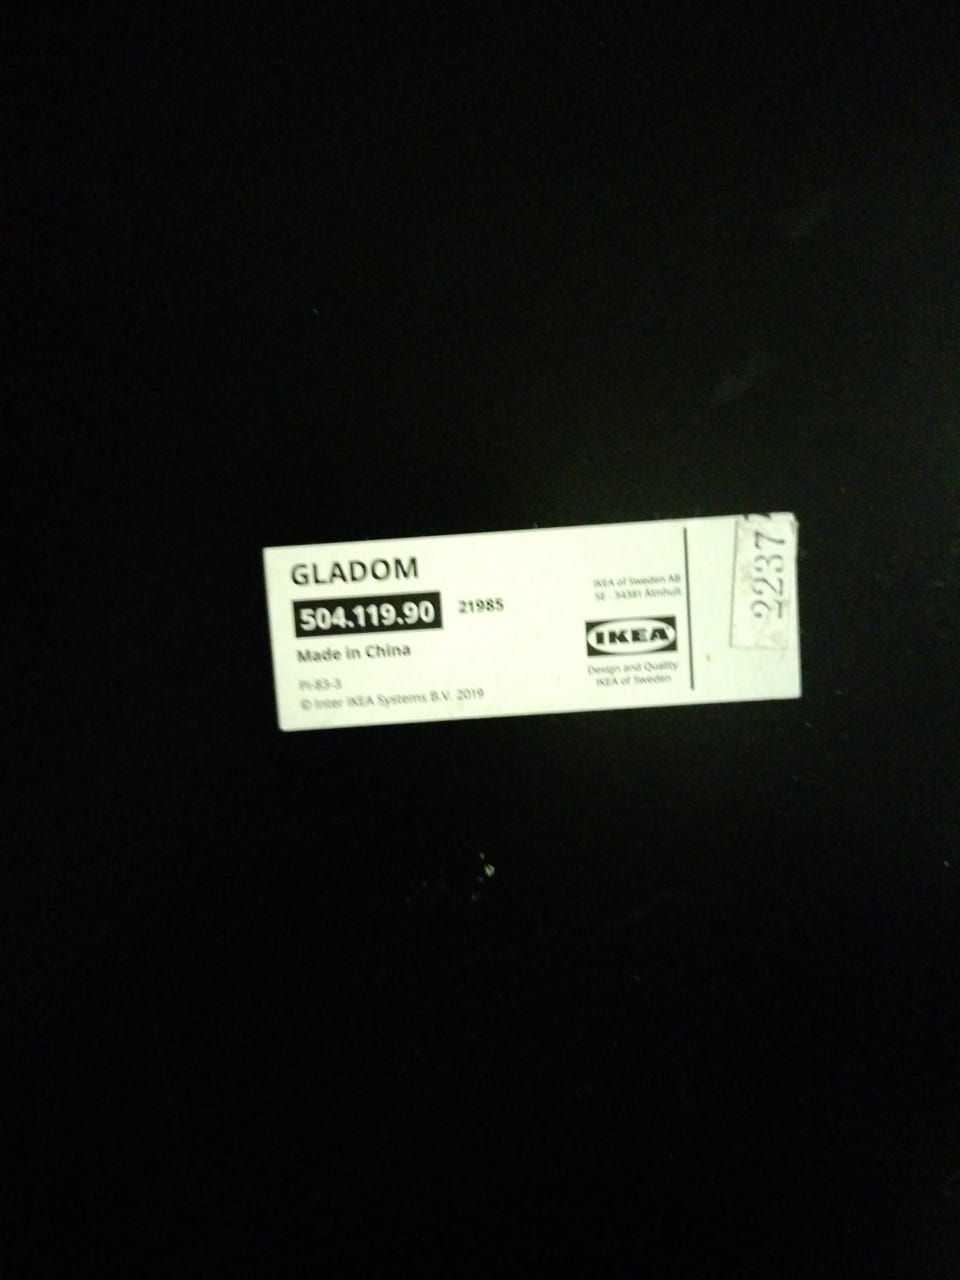 GLADOM
504.119.90 21985
Made in China
PI-83-3
© Inter IKEA Systems B.V. 2019
IKEA of Sweden AB
SE - 34381 Älmhult
IKEA
Design and Quality
IKEA of Sweden